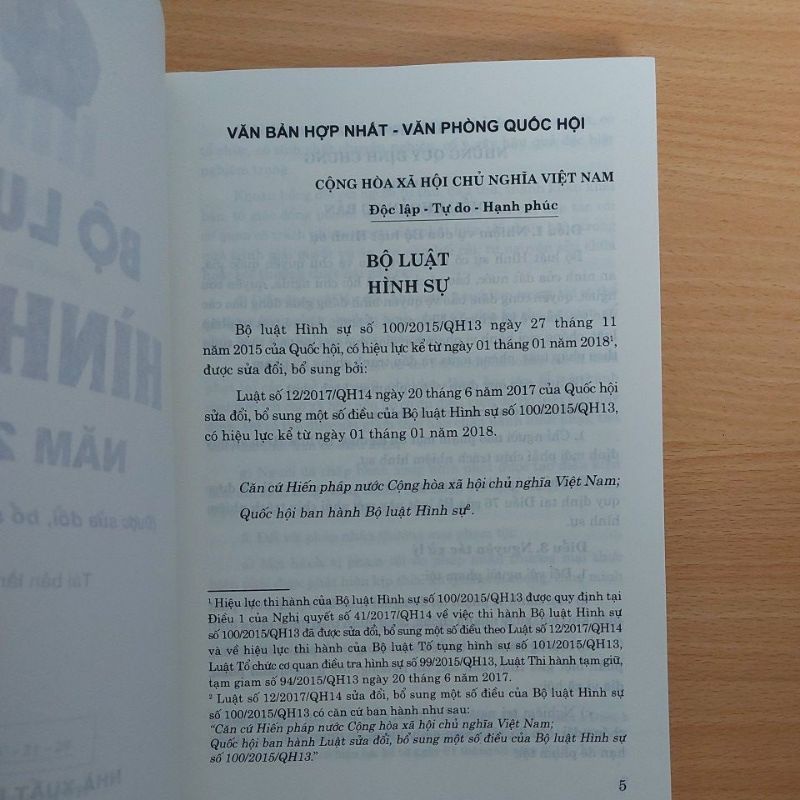 VĂN BẢN HỢP NHẤT - VĂN PHÒNG QUỐC HỘI
CỘNG HÒA XÃ HỘI CHỦ NGHĨA VIỆT NAM
Độc lập - Tự do - Hạnh phúc
BỘ LUẬT
HÌNH SỰ
Bộ luật Hình sự số 100/2015/QH13 ngày 27 tháng 11
năm 2015 của Quốc hội, có hiệu lực kể từ ngày 01 tháng 01 năm 2018¹,
được sửa đổi, bổ sung bởi:
Luật số 12/2017/QH14 ngày 20 tháng 6 năm 2017 của Quốc hội
sửa đổi, bổ sung một số điều của Bộ luật Hình sự số 100/2015/QH13,
có hiệu lực kể từ ngày 01 tháng 01 năm 2018.
Căn cứ Hiến pháp nước Cộng hòa xã hội chủ nghĩa Việt Nam;
Quốc hội ban hành Bộ luật Hình sự².
¹ Hiệu lực thi hành của Bộ luật Hình sự số 100/2015/QH13 được quy định tại
Điều 1 của Nghị quyết số 41/2017/QH14 về việc thi hành Bộ luật Hình sự
số 100/2015/QH13 đã được sửa đổi, bổ sung một số điều theo Luật số 12/2017/QH14
và về hiệu lực thi hành của Bộ luật Tố tụng hình sự số 101/2015/QH13,
Luật Tổ chức cơ quan điều tra hình sự số 99/2015/QH13, Luật Thi hành tạm giữ,
tạm giam số 94/2015/QH13 ngày 20 tháng 6 năm 2017.
² Luật số 12/2017/QH14 sửa đổi, bổ sung một số điều của Bộ luật Hình sự
số 100/2015/QH13 có căn cứ ban hành như sau:
"Căn cứ Hiến pháp nước Cộng hòa xã hội chủ nghĩa Việt Nam;
Quốc hội ban hành Luật sửa đổi, bổ sung một số điều của Bộ luật Hình sự
số 100/2015/QH13."
5
BỘ LU
HÌNH
NĂM 2
Được sửa đổi, bổ s
Tái bản lần
NHÀ XUẤT